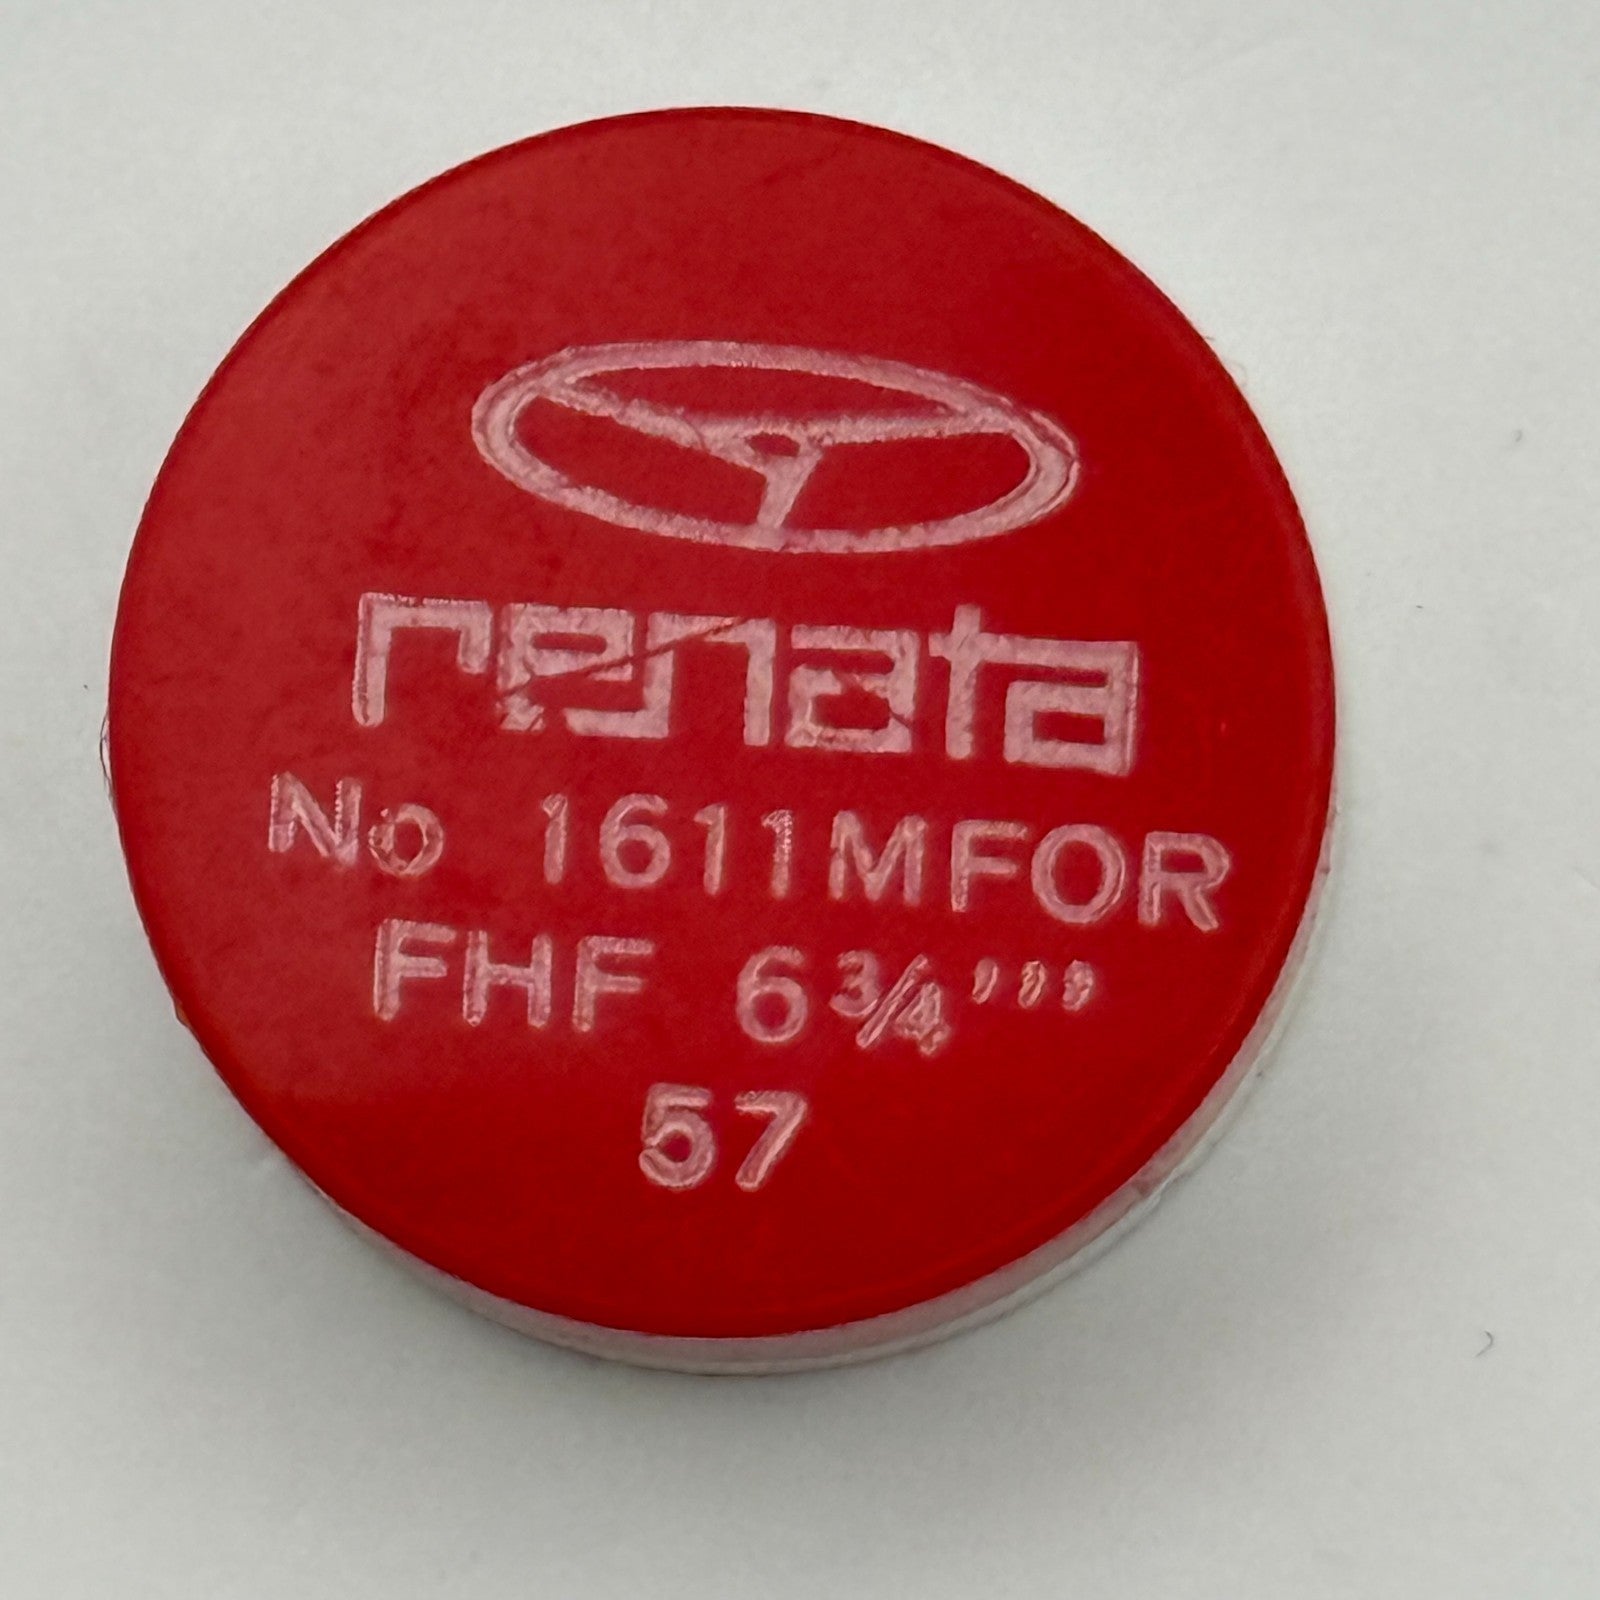 renata
No 1611MFOR
FHF 6¾'''
57